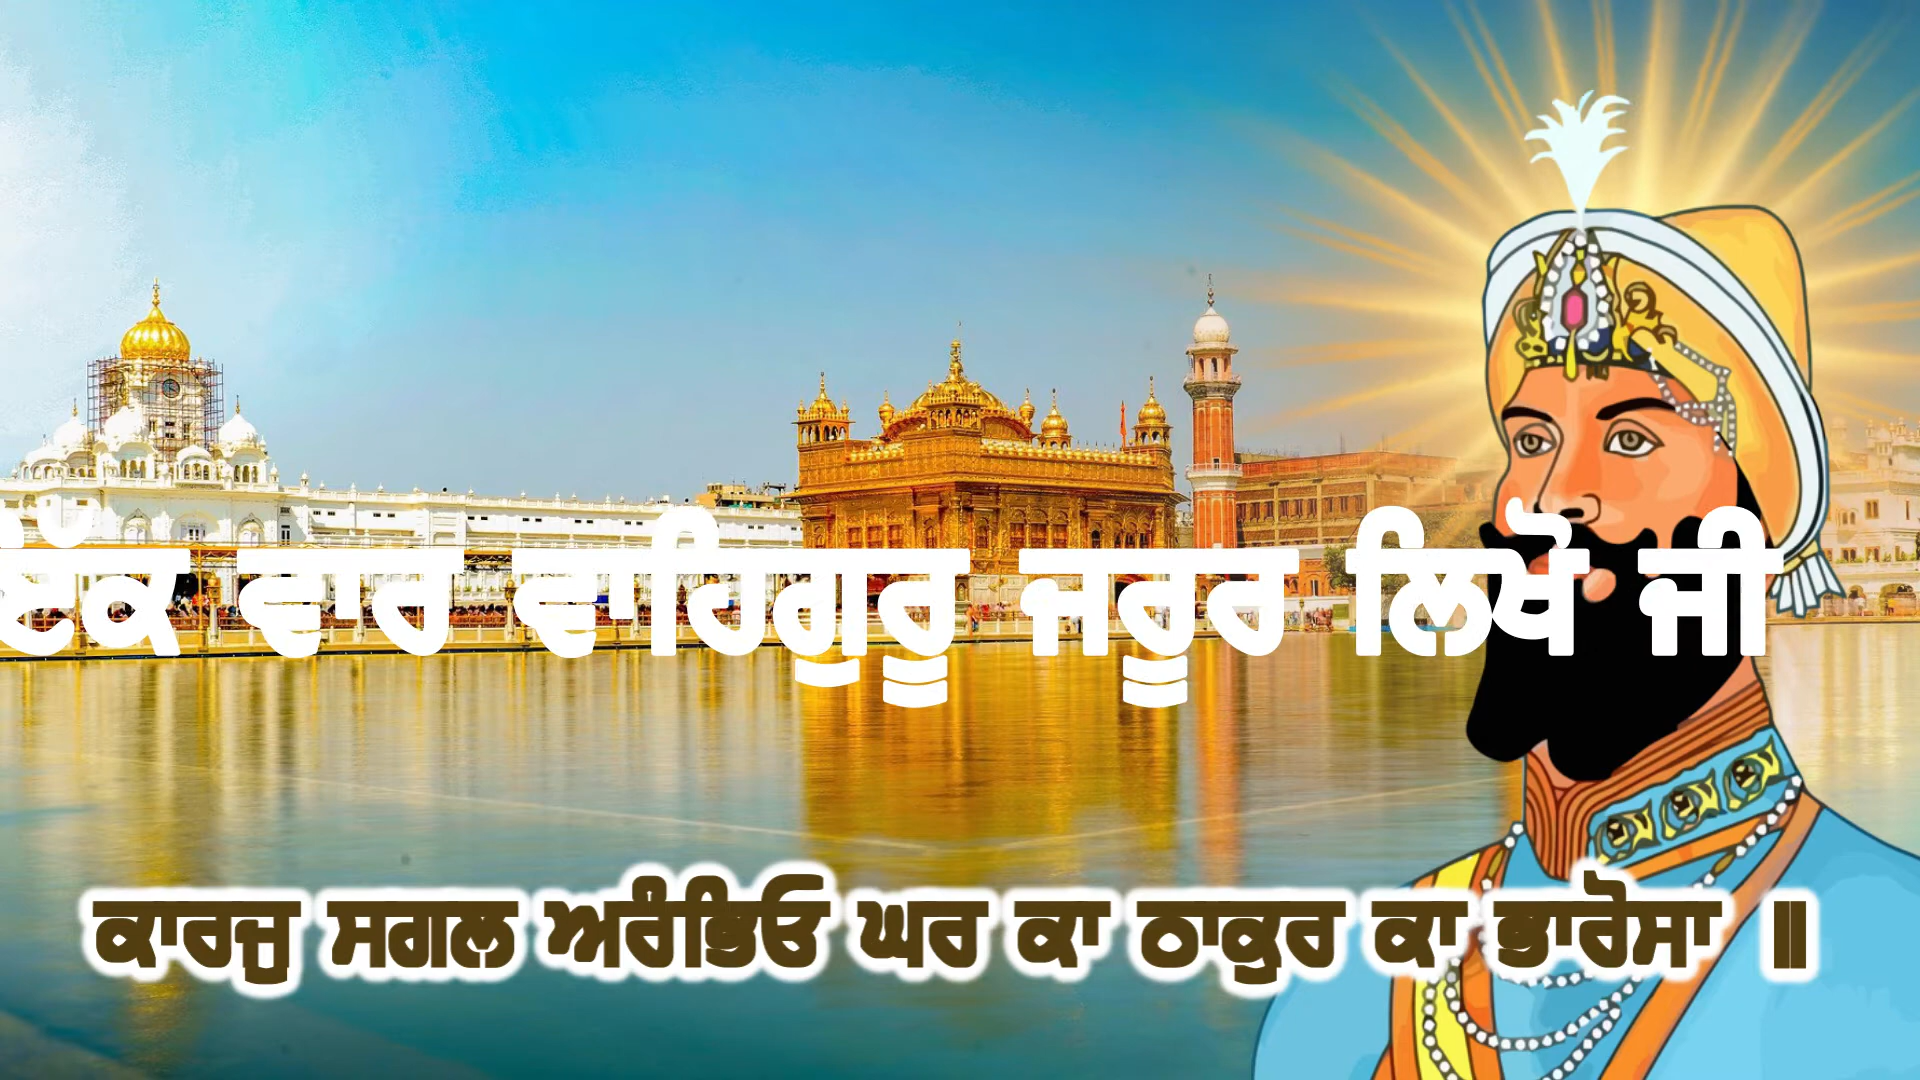 ਇੱਕ ਵਾਰ ਵਾਹਿਗੁਰੂ ਜਰੂਰ ਲਿਖੋ ਜੀ
ਕਾਰਜੁ ਸਗਲ ਅਰੰਭਿਓ ਘਰ ਕਾ ਠਾਕੁਰ ਕਾ ਭਾਰੋਸਾ ॥